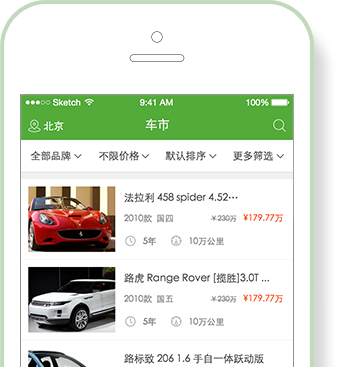 Sketch 9:41 AM 100%
北京 车市
全部品牌 不限价格 默认排序 更多筛选
法拉利 458 spider 4.52…
2010款 国四 ¥230万 ¥179.77万
5年 10万公里
路虎 Range Rover [揽胜]3.0T ...
2010款 国五 ¥230万 ¥179.77万
5年 10万公里
路标致 206 1.6 手自一体跃动版